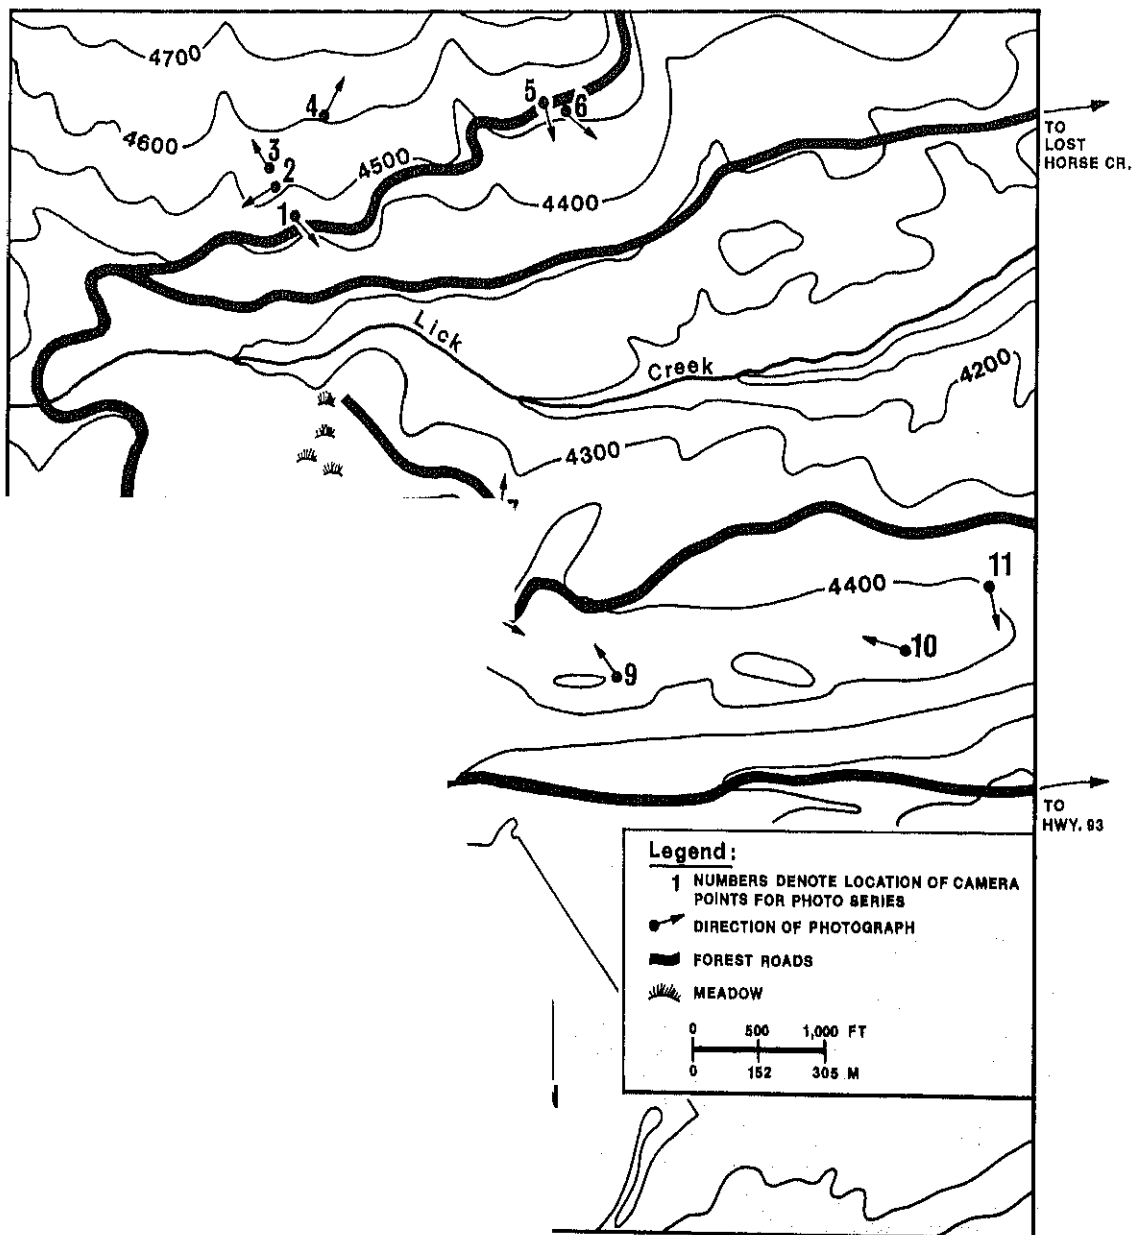 4700
5
6
4
TO
LOST
HORSE CR.
4600
3
4500
2
4400
1
Lick
Creek
4200
4300
11
4400
10
9
TO
HWY. 93
Legend:
1 NUMBERS DENOTE LOCATION OF CAMERA
POINTS FOR PHOTO SERIES
DIRECTION OF PHOTOGRAPH
FOREST ROADS
MEADOW
0 500 1,000 FT
0 152 305 M